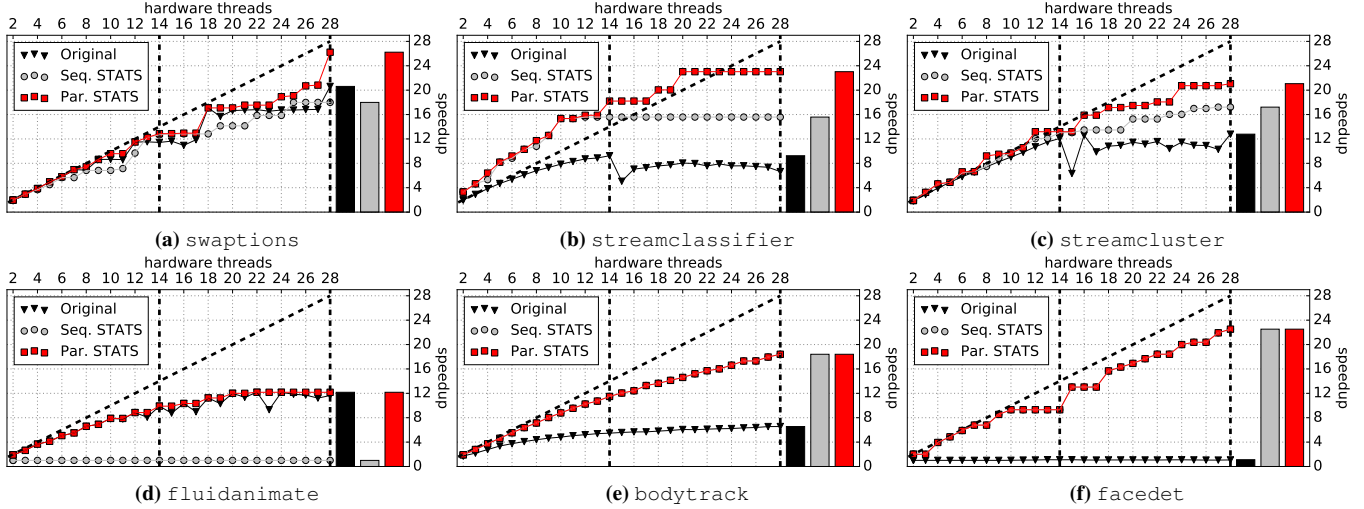 hardware threads
2 4 6 8 10 12 14 16 18 20 22 24 26 28
Original
Seq. STATS
Par. STATS
28
24
20
16
12
8
4
0
speedup
(a) swaptions
hardware threads
2 4 6 8 10 12 14 16 18 20 22 24 26 28
Original
Seq. STATS
Par. STATS
28
24
20
16
12
8
4
0
speedup
(b) streamclassifier
hardware threads
2 4 6 8 10 12 14 16 18 20 22 24 26 28
Original
Seq. STATS
Par. STATS
28
24
20
16
12
8
4
0
speedup
(c) streamcluster
hardware threads
2 4 6 8 10 12 14 16 18 20 22 24 26 28
Original
Seq. STATS
Par. STATS
28
24
20
16
12
8
4
0
speedup
(d) fluidanimate
hardware threads
2 4 6 8 10 12 14 16 18 20 22 24 26 28
Original
Seq. STATS
Par. STATS
28
24
20
16
12
8
4
0
speedup
(e) bodytrack
hardware threads
2 4 6 8 10 12 14 16 18 20 22 24 26 28
Original
Seq. STATS
Par. STATS
28
24
20
16
12
8
4
0
speedup
(f) facedet